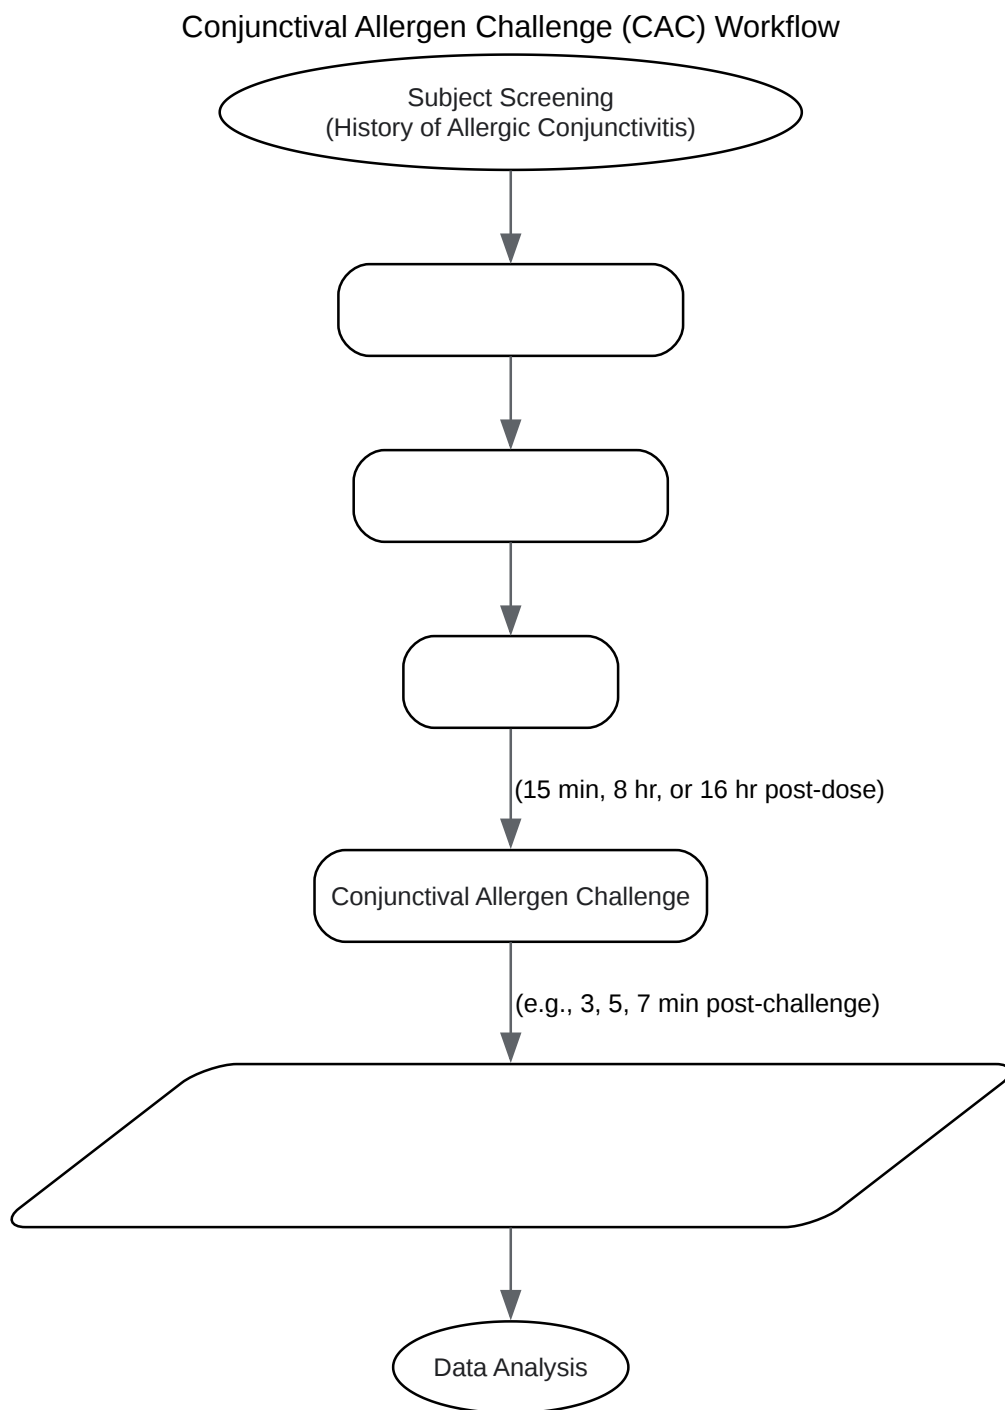 Conjunctival Allergen Challenge (CAC) Workflow
Subject Screening
(History of Allergic Conjunctivitis)
(15 min, 8 hr, or 16 hr post-dose)
Conjunctival Allergen Challenge
(e.g., 3, 5, 7 min post-challenge)
Data Analysis